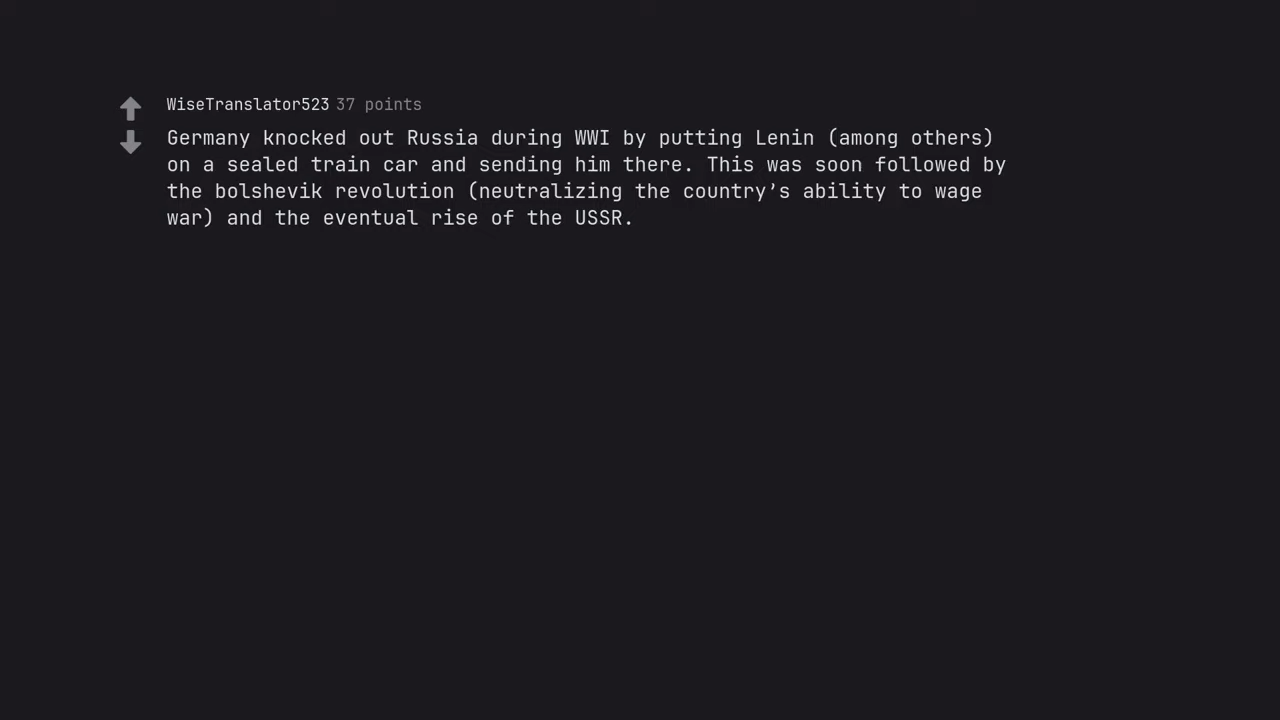 WiseTranslator523 37 points
Germany knocked out Russia during WWI by putting Lenin (among others)
on a sealed train car and sending him there. This was soon followed by
the bolshevik revolution (neutralizing the country’s ability to wage
war) and the eventual rise of the USSR.